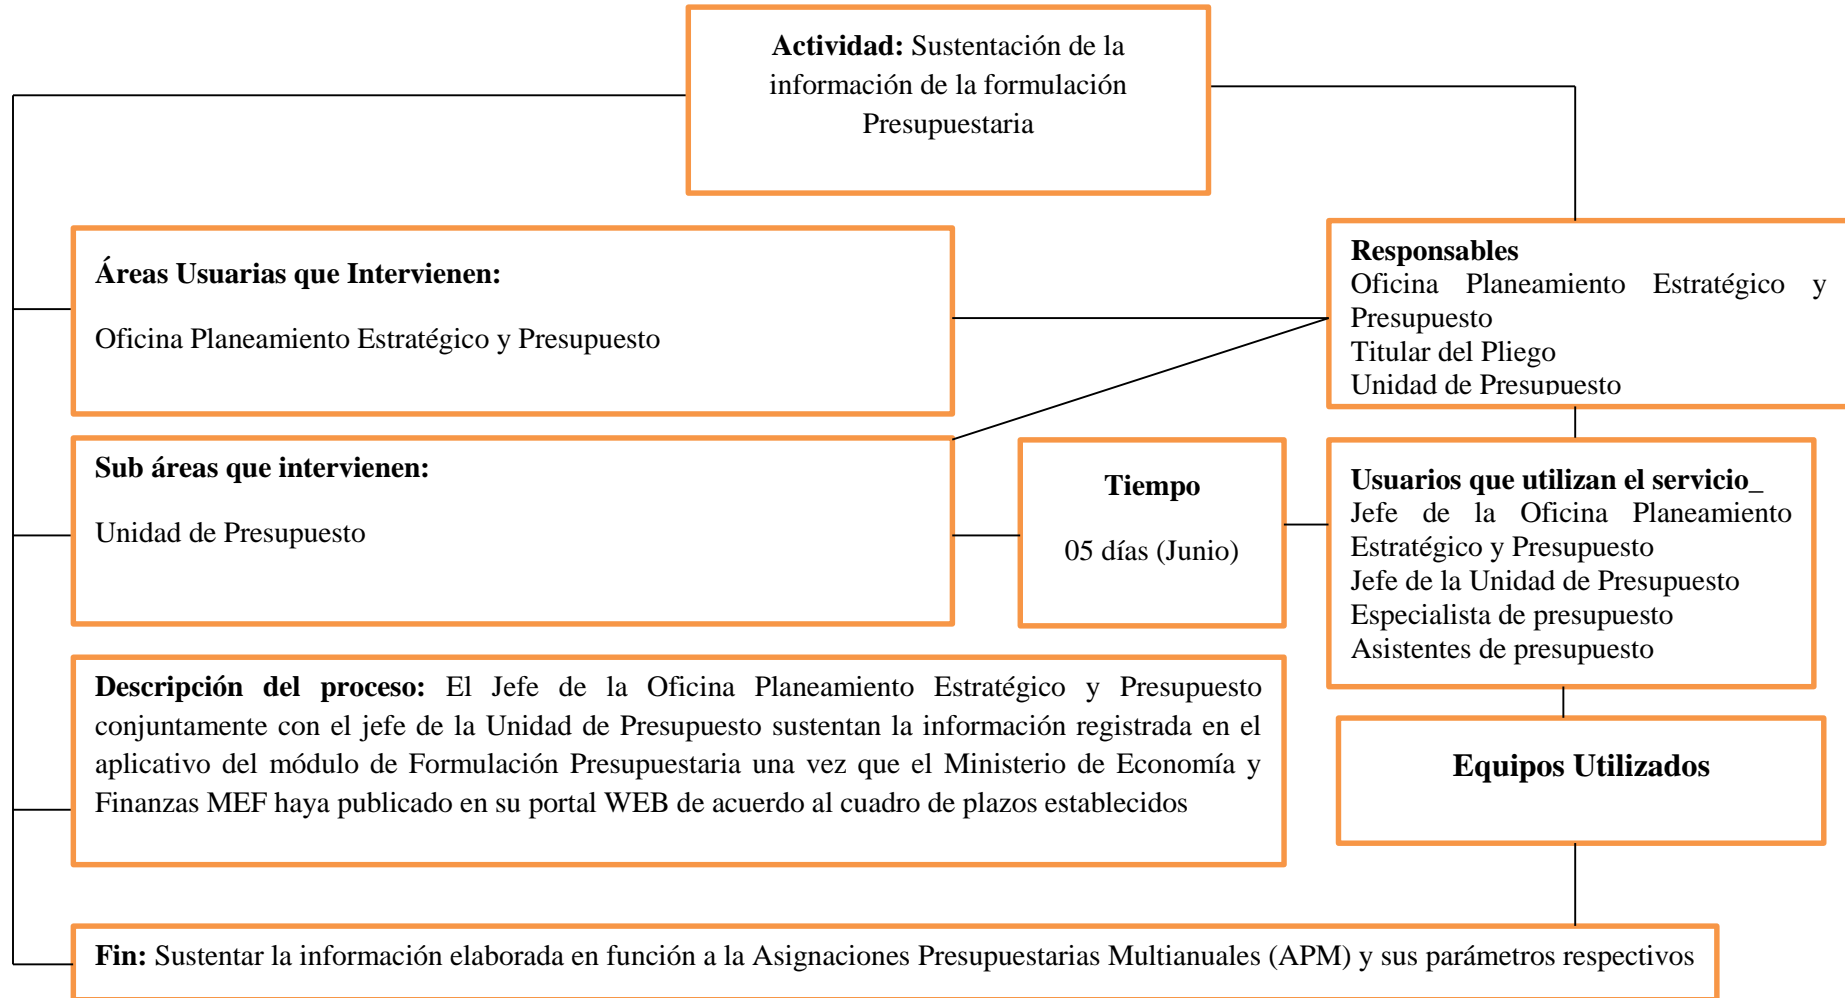 Actividad: Sustentación de la
información de la formulación
Presupuestaria
Áreas Usuarias que Intervienen:
Oficina Planeamiento Estratégico y Presupuesto
Responsables
Oficina Planeamiento Estratégico y
Presupuesto
Titular del Pliego
Unidad de Presupuesto
Sub áreas que intervienen:
Unidad de Presupuesto
Tiempo
05 días (Junio)
Usuarios que utilizan el servicio_
Jefe de la Oficina Planeamiento
Estratégico y Presupuesto
Jefe de la Unidad de Presupuesto
Especialista de presupuesto
Asistentes de presupuesto
Descripción del proceso: El Jefe de la Oficina Planeamiento Estratégico y Presupuesto
conjuntamente con el jefe de la Unidad de Presupuesto sustentan la información registrada en el
aplicativo del módulo de Formulación Presupuestaria una vez que el Ministerio de Economía y
Finanzas MEF haya publicado en su portal WEB de acuerdo al cuadro de plazos establecidos
Equipos Utilizados
Fin: Sustentar la información elaborada en función a la Asignaciones Presupuestarias Multianuales (APM) y sus parámetros respectivos